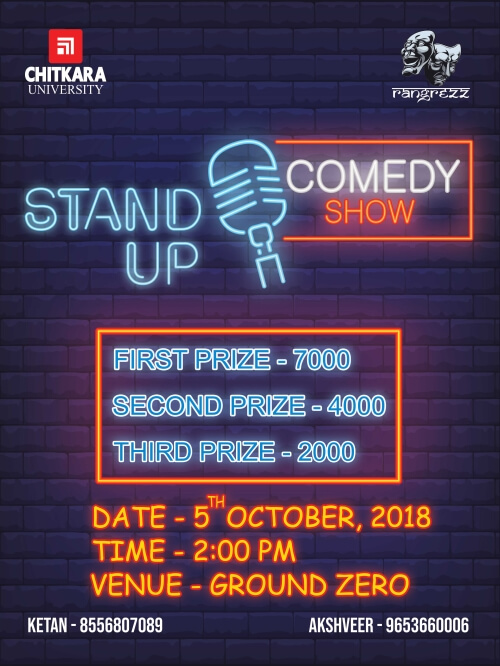 CHITKARA
UNIVERSITY
rangrezz
STAND
UP
COMEDY
SHOW
FIRST PRIZE - 7000
SECOND PRIZE - 4000
THIRD PRIZE - 2000
DATE - 5TH OCTOBER, 2018
TIME - 2:00 PM
VENUE - GROUND ZERO
KETAN - 8556807089
AKSHVEER - 9653660006